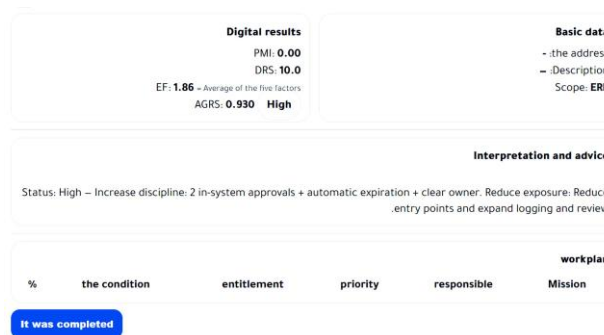 Basic data
the address: -
Description: –
Scope: ERP
Digital results
PMI: 0.00
DRS: 10.0
EF: 1.86 – Average of the five factors
AGRS: 0.930 High
Interpretation and advice
Status: High – Increase discipline: 2 in-system approvals + automatic expiration + clear owner. Reduce exposure: Reduce
entry points and expand logging and review.
workplan
Mission responsible priority entitlement the condition %
It was completed